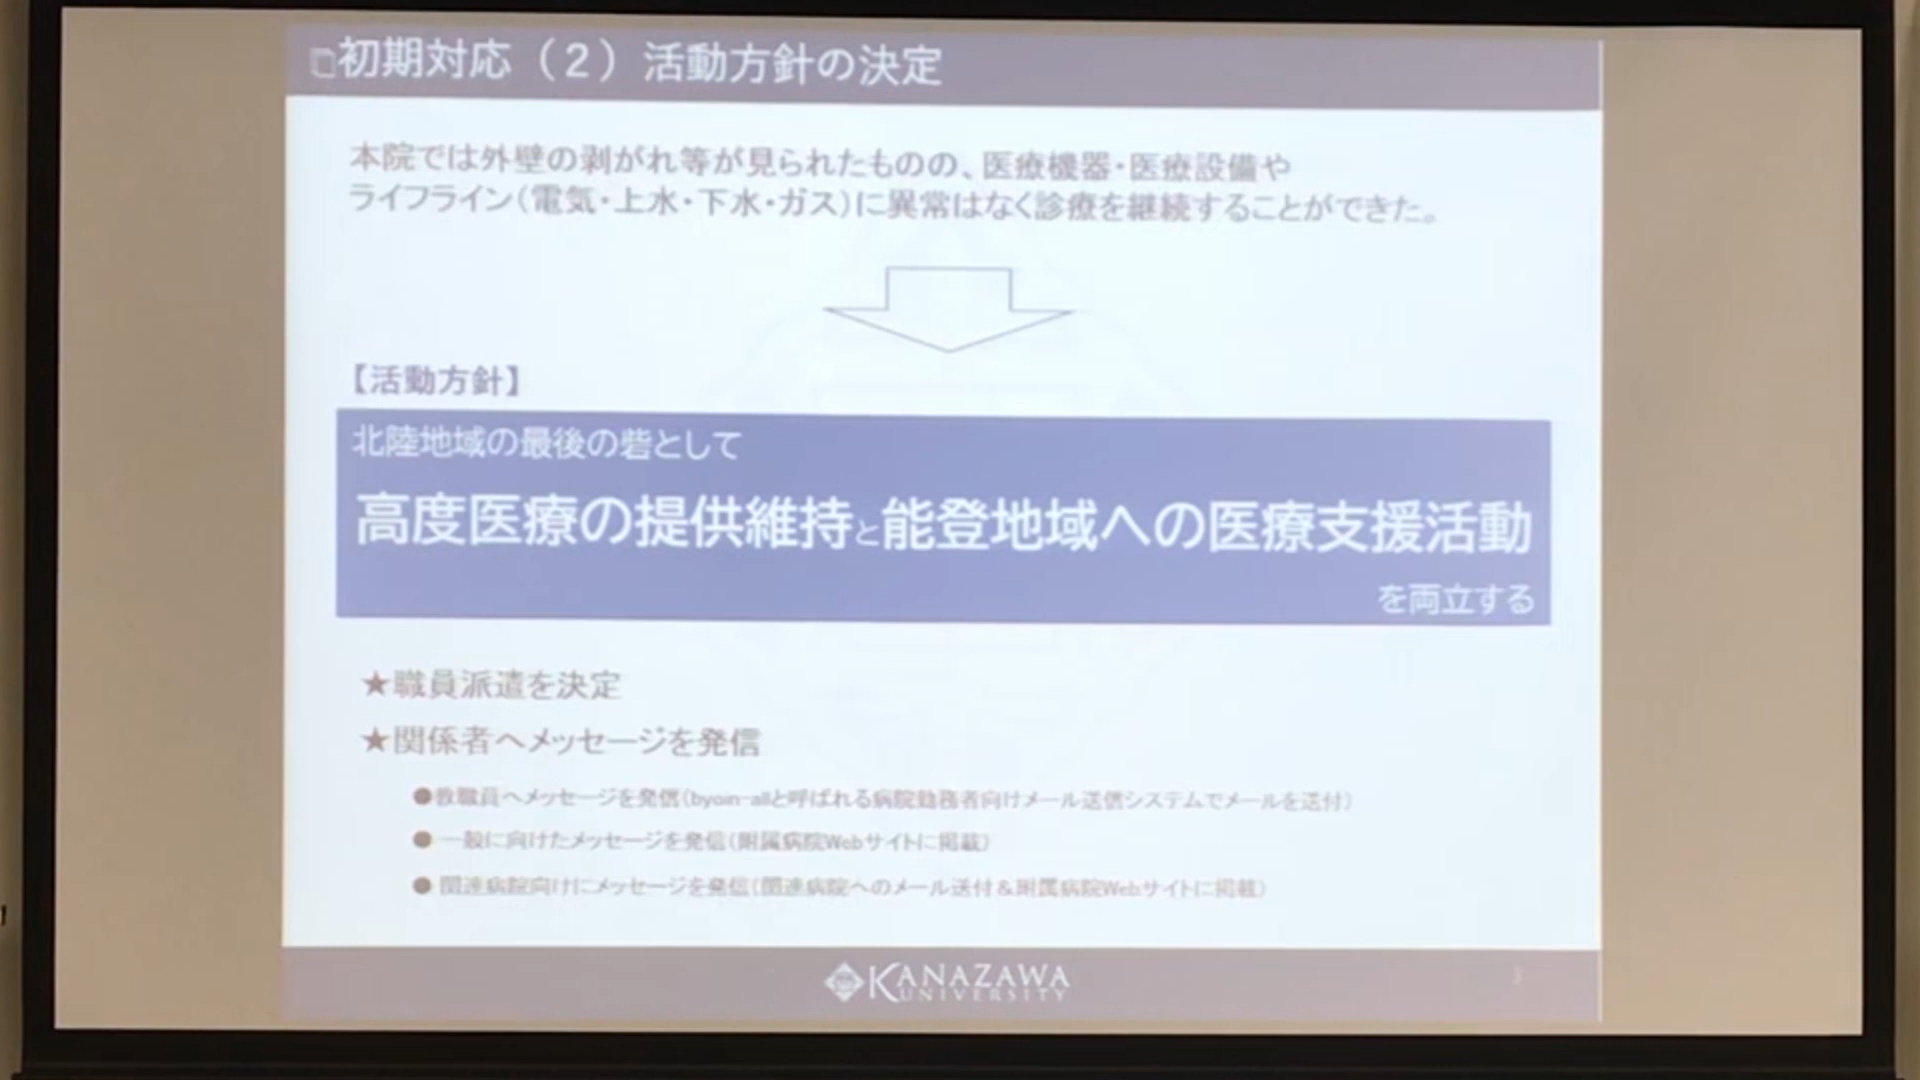 初期対応（２）活動方針の決定
本院では外壁の剥がれ等が見られたものの、医療機器・医療設備や
ライフライン（電気・上水・下水・ガス）に異常はなく診療を継続することができた。
【活動方針】
北陸地域の最後の砦として
高度医療の提供維持と能登地域への医療支援活動
を両立する
★職員派遣を決定
★関係者へメッセージを発信
●教職員へメッセージを発信（byoin-allと呼ばれる病院勤務者向けメール送信システムでメールを送付）
● 一般に向けたメッセージを発信（附属病院Webサイトに掲載）
● 関連病院向けにメッセージを発信（関連病院へのメール送付＆附属病院Webサイトに掲載）
KANAZAWA
UNIVERSITY
3